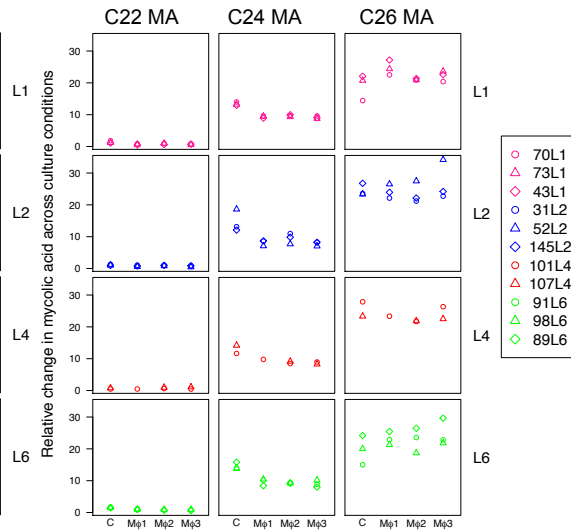 C22 MA C24 MA C26 MA
Relative change in mycolic acid across culture conditions
L1 30 20 10 0 L1
L2 30 20 10 0 L2
L4 30 20 10 0 L4
L6 30 20 10 0 L6
C Mφ1 Mφ2 Mφ3 C Mφ1 Mφ2 Mφ3 C Mφ1 Mφ2 Mφ3
70L1
73L1
43L1
31L2
52L2
145L2
101L4
107L4
91L6
98L6
89L6